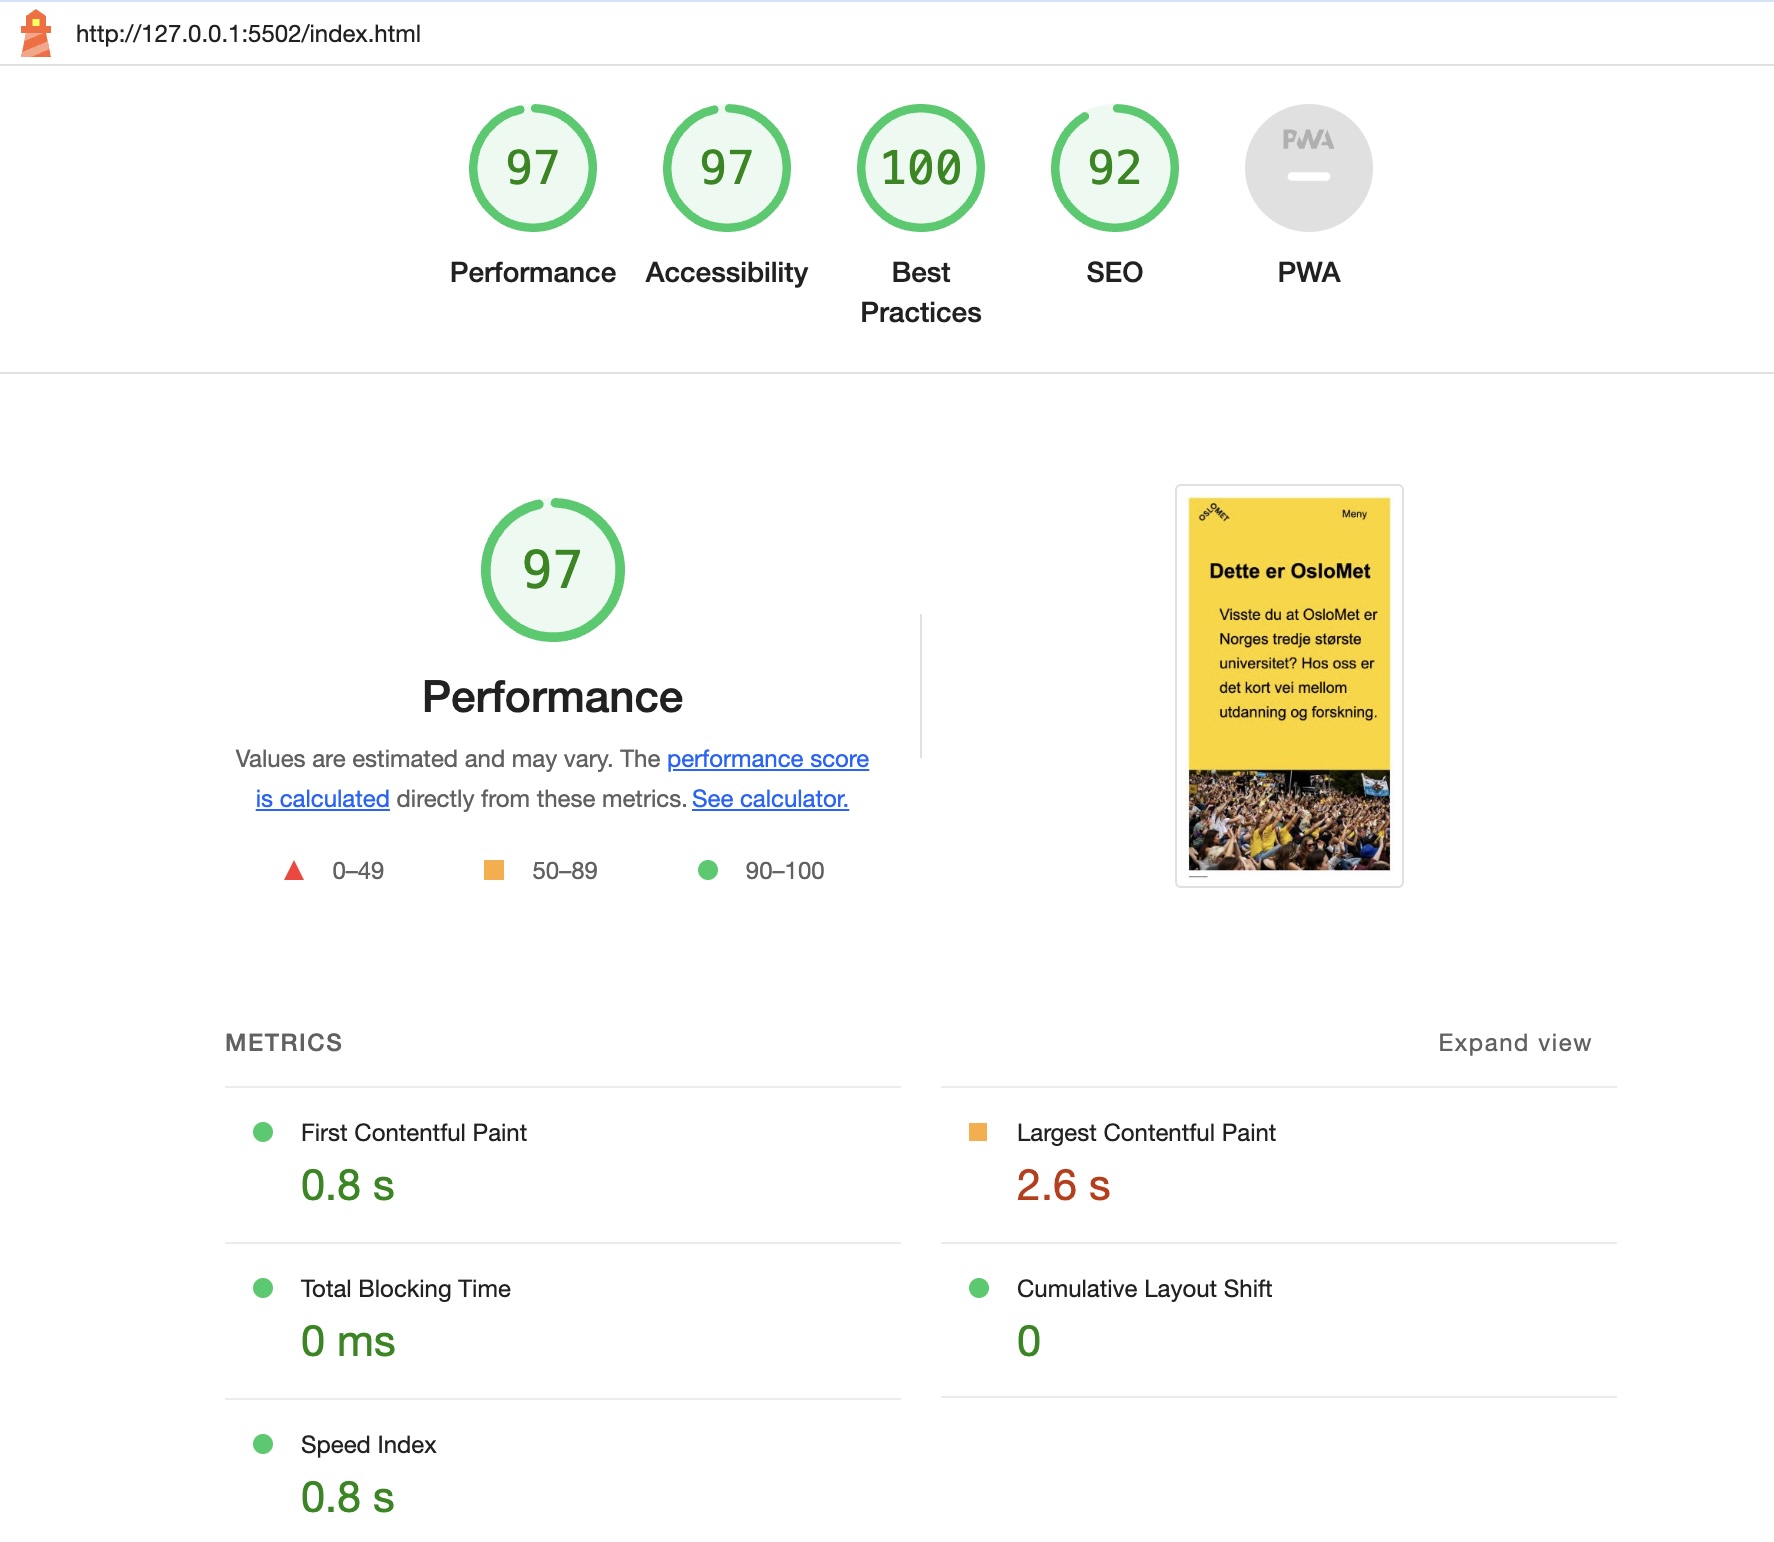 http://127.0.0.1:5502/index.html
97
97
100
92
PWA
Performance
Accessibility
Best
Practices
SEO
PWA
97
Performance
Values are estimated and may vary. The performance score
is calculated directly from these metrics. See calculator.
0–49
50–89
90–100
OSLOMET
Meny
Dette er OsloMet
Visste du at OsloMet er
Norges tredje største
universitet? Hos oss er
det kort vei mellom
utdanning og forskning.
METRICS
Expand view
First Contentful Paint
0.8 s
Largest Contentful Paint
2.6 s
Total Blocking Time
0 ms
Cumulative Layout Shift
0
Speed Index
0.8 s